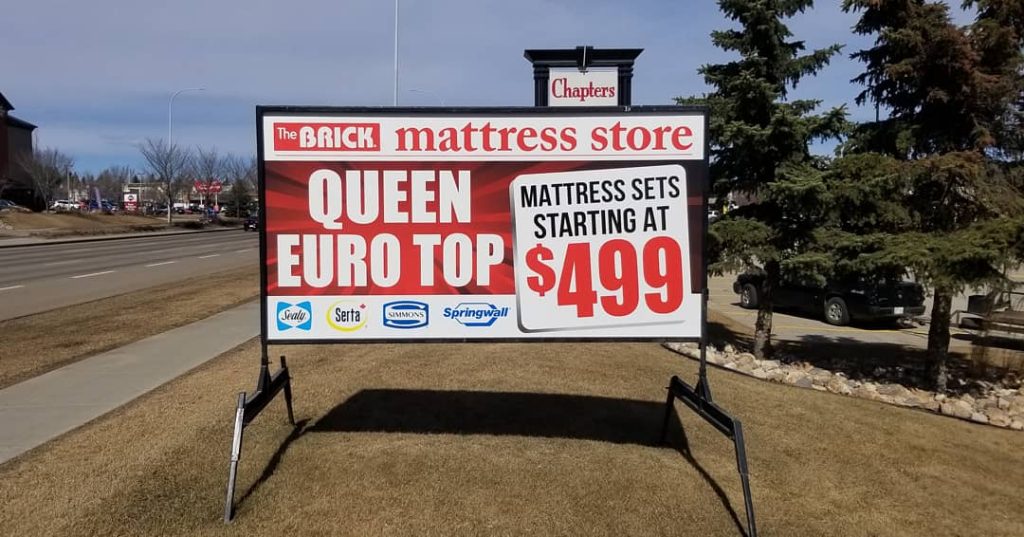 Chapters
The BRICK. mattress store
QUEEN
EURO TOP
MATTRESS SETS
STARTING AT
$499
Sealy
Serta
SIMMONS
Springwall